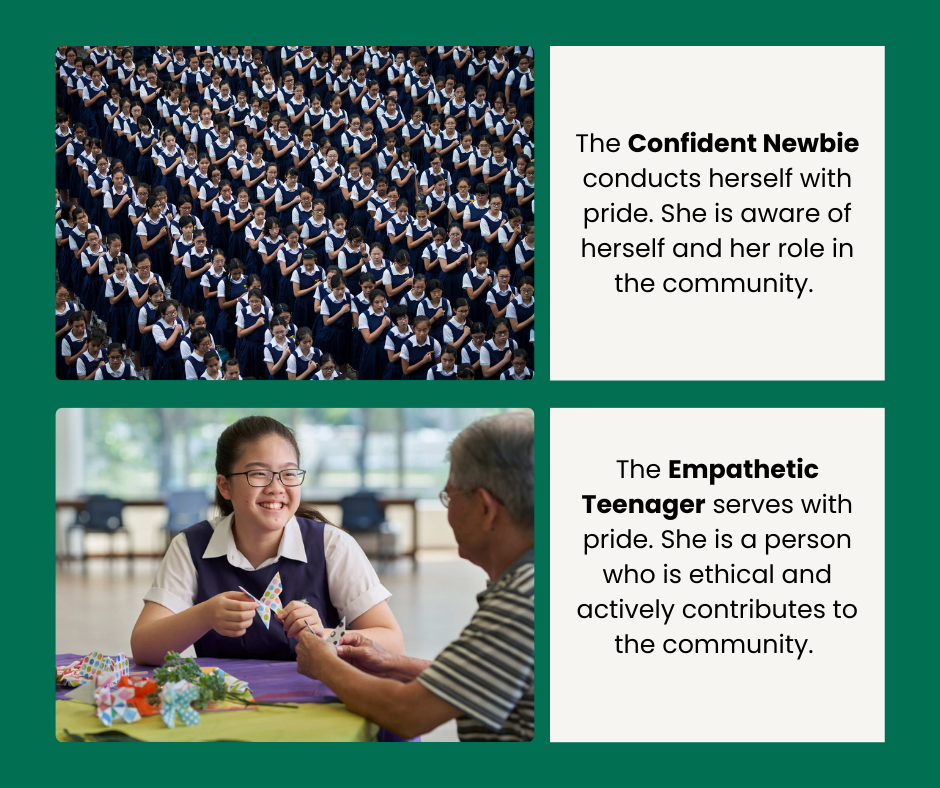 The Confident Newbie
conducts herself with
pride. She is aware of
herself and her role in
the community.
The Empathetic
Teenager serves with
pride. She is a person
who is ethical and
actively contributes to
the community.